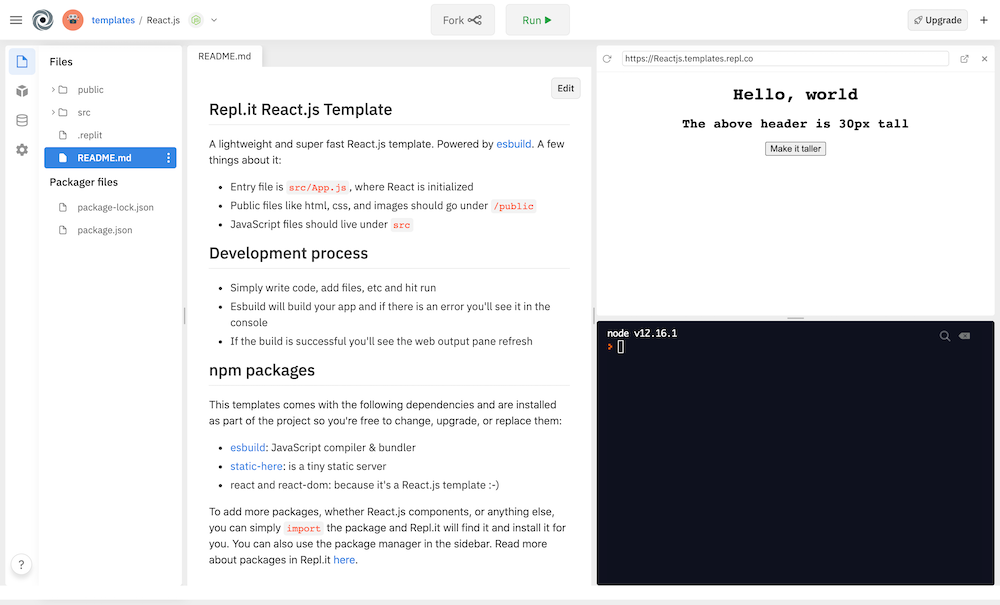 templates / React.js
Fork
Run
Upgrade
Files
public
src
.replit
README.md
Packager files
package-lock.json
package.json
README.md
Edit
Repl.it React.js Template
A lightweight and super fast React.js template. Powered by esbuild. A few
things about it:
Entry file is src/App.js, where React is initialized
Public files like html, css, and images should go under /public
JavaScript files should live under src
Development process
Simply write code, add files, etc and hit run
Esbuild will build your app and if there is an error you'll see it in the
console
If the build is successful you'll see the web output pane refresh
npm packages
This templates comes with the following dependencies and are installed
as part of the project so you're free to change, upgrade, or replace them:
esbuild: JavaScript compiler & bundler
static-here: is a tiny static server
react and react-dom: because it's a React.js template :-)
To add more packages, whether React.js components, or anything else,
you can simply import the package and Repl.it will find it and install it for
you. You can also use the package manager in the sidebar. Read more
about packages in Repl.it here.
https://Reactjs.templates.repl.co
Hello, world
The above header is 30px tall
Make it taller
node v12.16.1
?